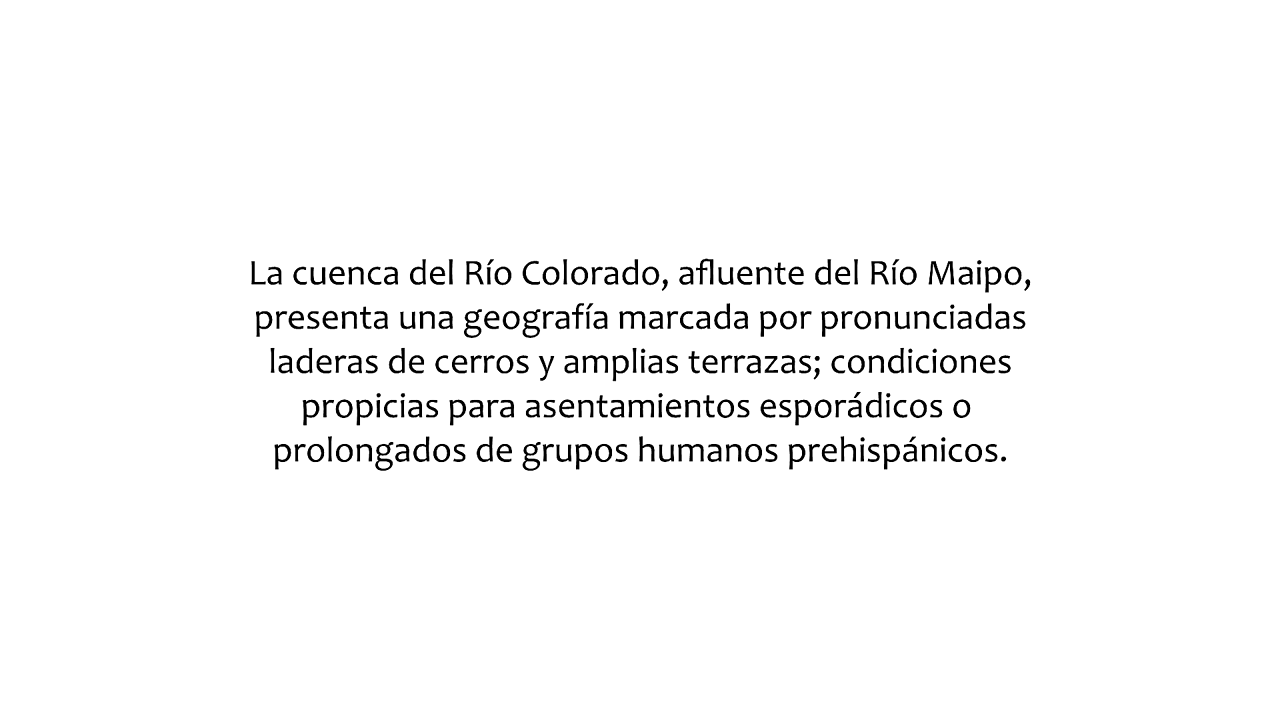 La cuenca del Río Colorado, afluente del Río Maipo,
presenta una geografía marcada por pronunciadas
laderas de cerros y amplias terrazas; condiciones
propicias para asentamientos esporádicos o
prolongados de grupos humanos prehispánicos.